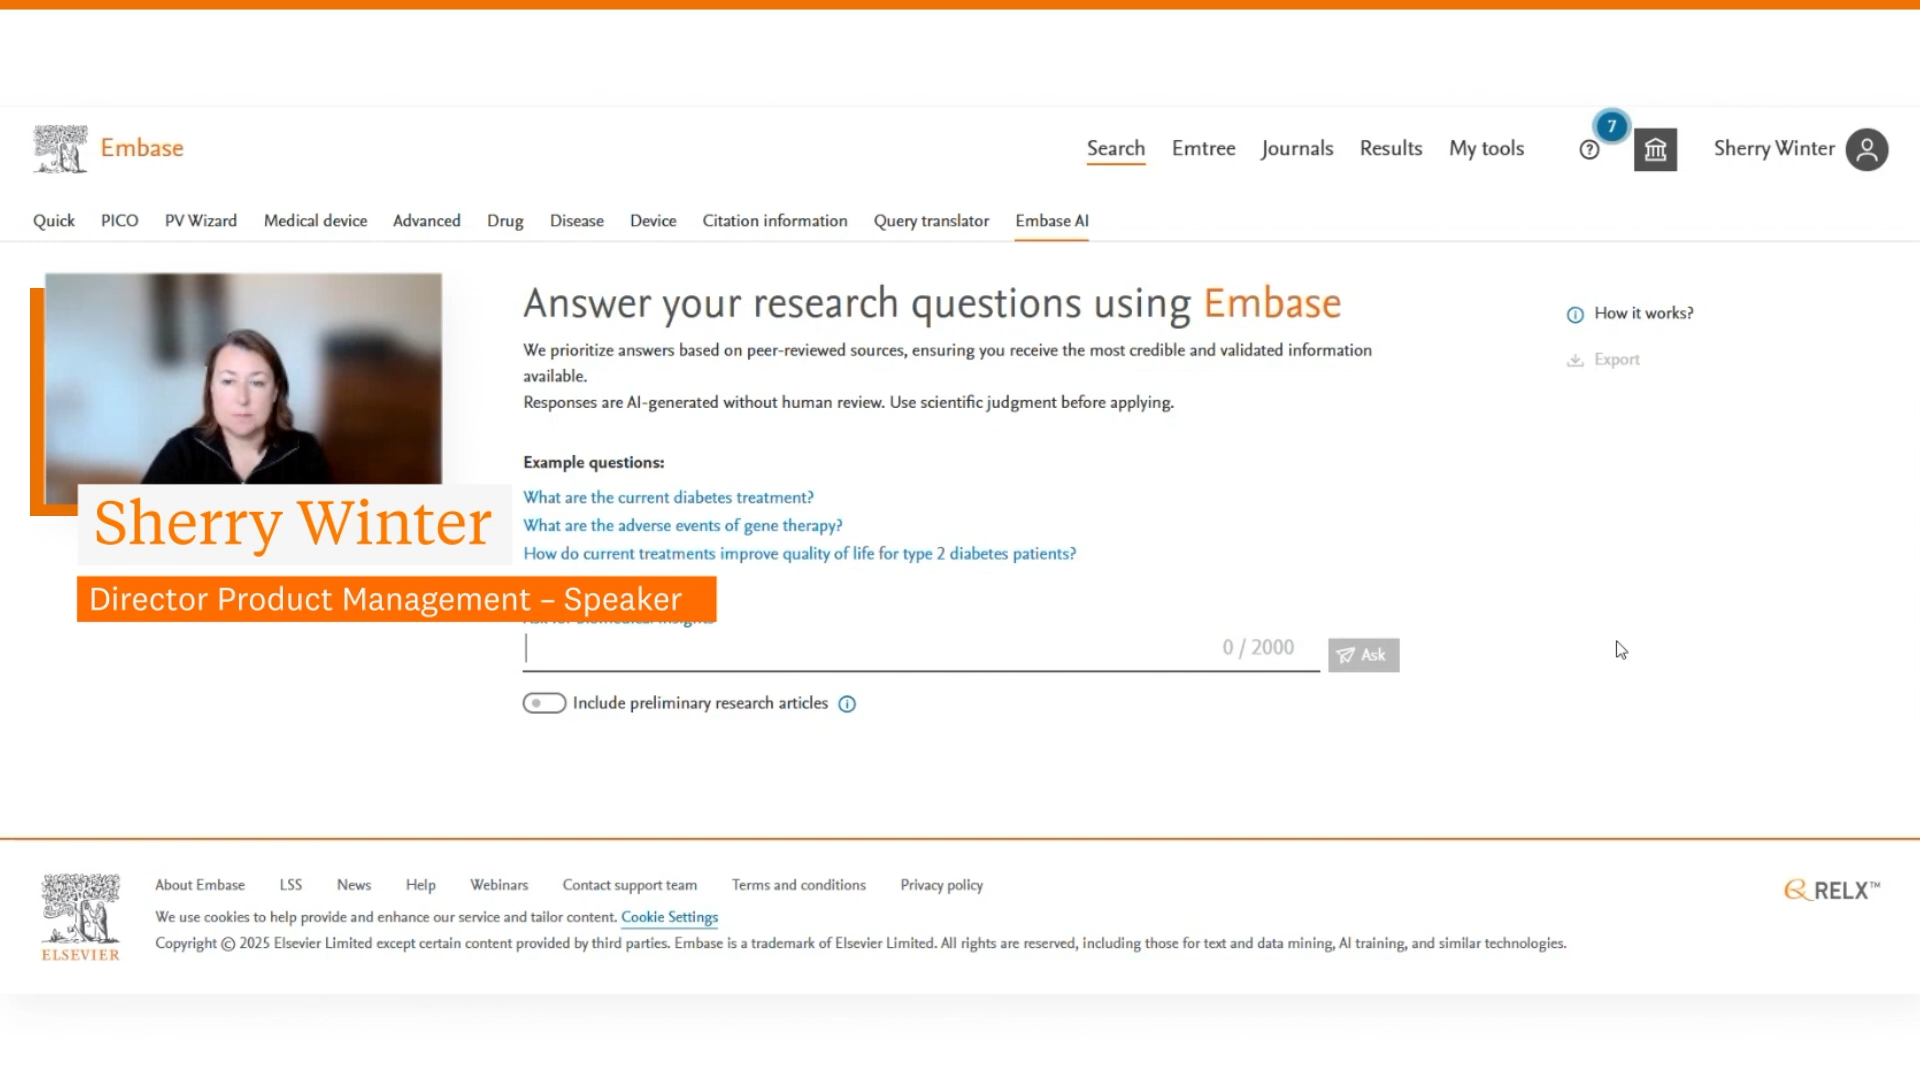 Embase
Search Emtree Journals Results My tools 7 Sherry Winter
Quick PICO PV Wizard Medical device Advanced Drug Disease Device Citation information Query translator Embase AI
Answer your research questions using Embase
We prioritize answers based on peer-reviewed sources, ensuring you receive the most credible and validated information
available.
Responses are AI-generated without human review. Use scientific judgment before applying.
How it works?
Export
Example questions:
What are the current diabetes treatment?
What are the adverse events of gene therapy?
How do current treatments improve quality of life for type 2 diabetes patients?
Sherry Winter
Director Product Management – Speaker
0 / 2000
Ask
Include preliminary research articles
About Embase LSS News Help Webinars Contact support team Terms and conditions Privacy policy
We use cookies to help provide and enhance our service and tailor content. Cookie Settings
Copyright © 2025 Elsevier Limited except certain content provided by third parties. Embase is a trademark of Elsevier Limited. All rights are reserved, including those for text and data mining, AI training, and similar technologies.
ELSEVIER
RELX™